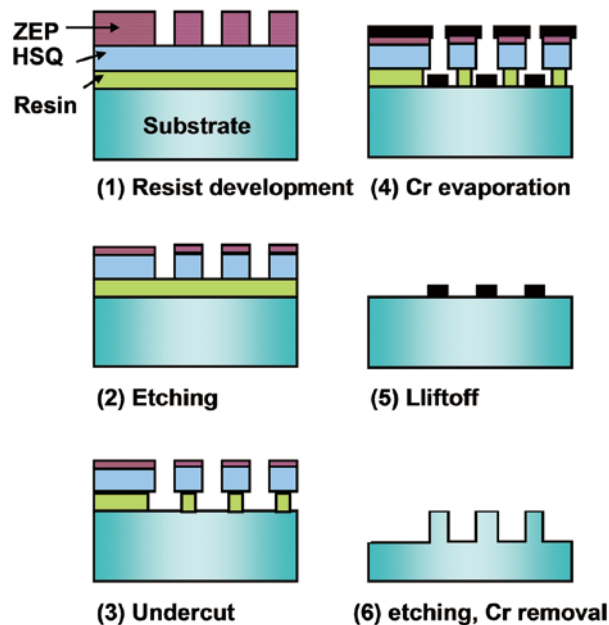 ZEP
HSQ
Resin
Substrate
(1) Resist development
(4) Cr evaporation
(2) Etching
(5) Lliftoff
(3) Undercut
(6) etching, Cr removal